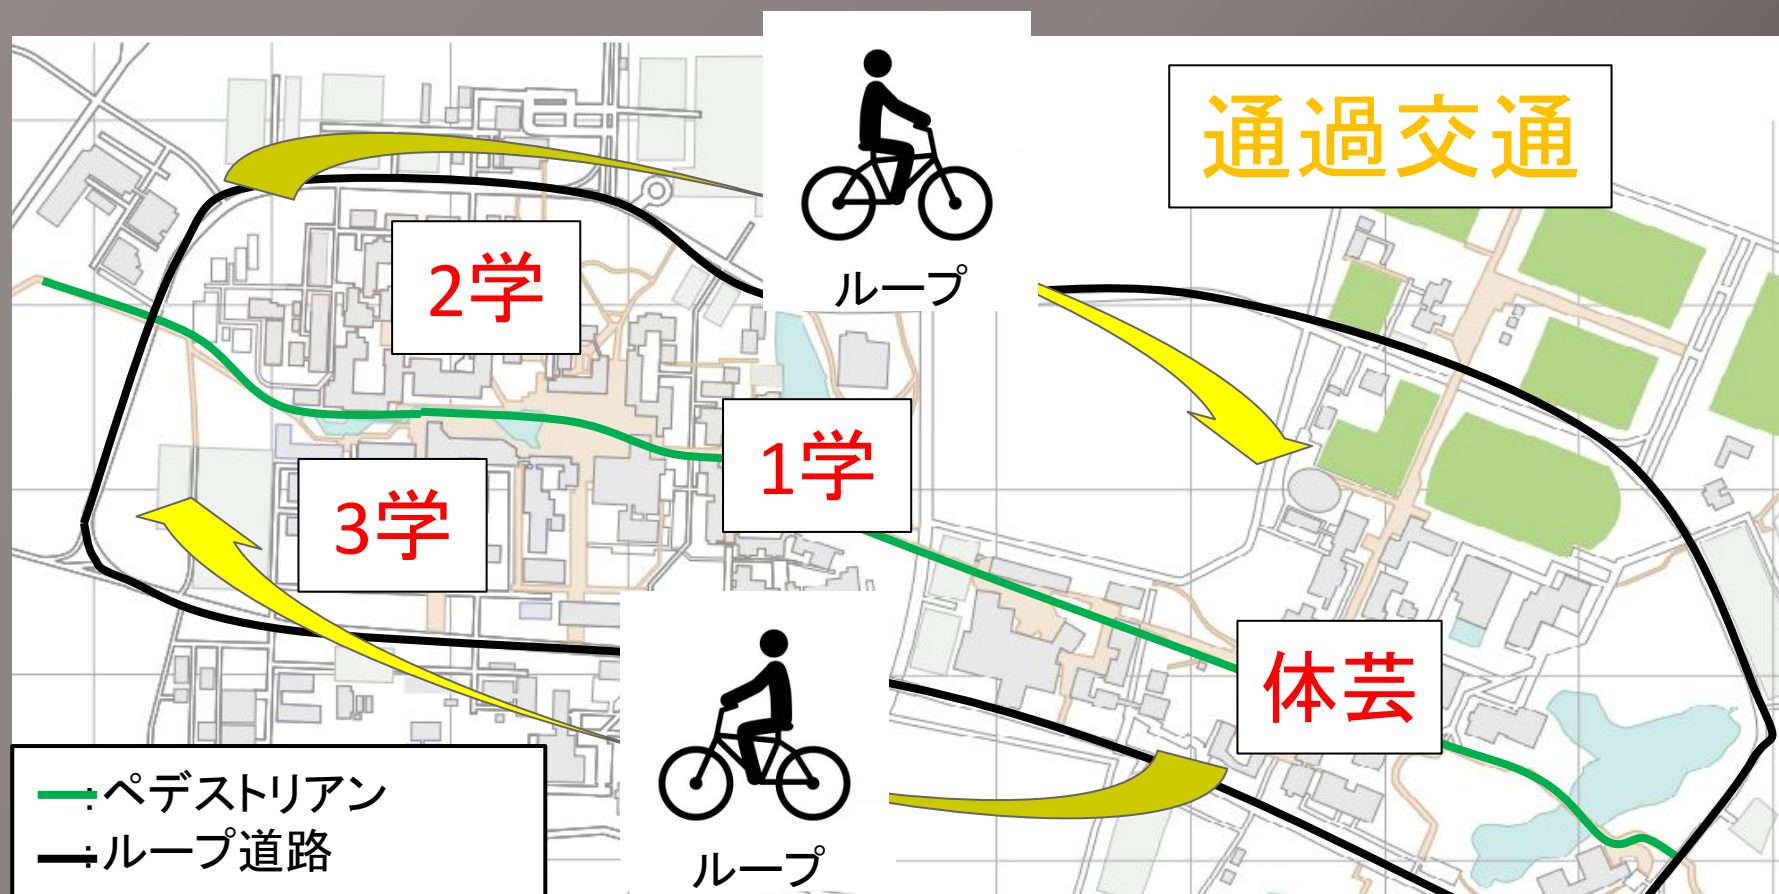 通過交通
ループ
2学
1学
3学
体芸
ループ
:ペデストリアン
:ループ道路